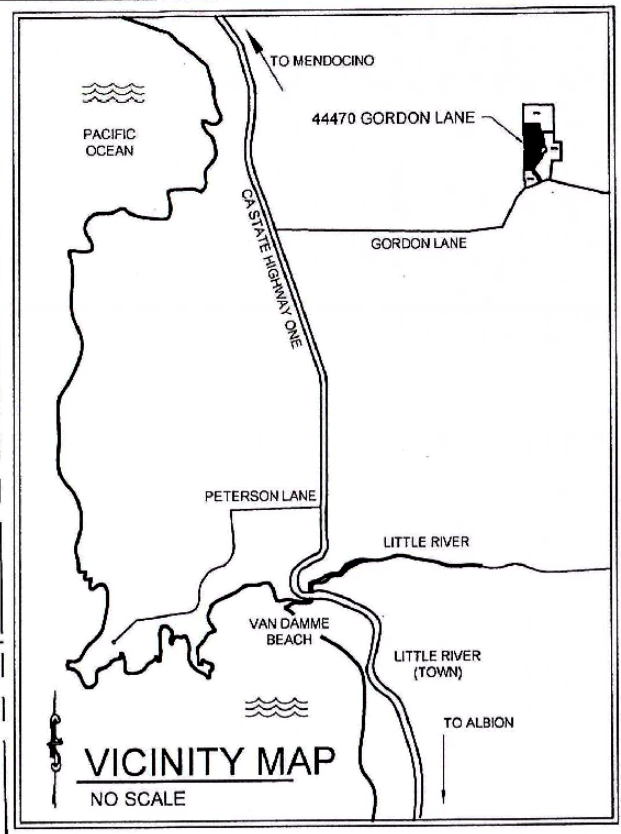 TO MENDOCINO
44470 GORDON LANE
PACIFIC
OCEAN
CA STATE HIGHWAY ONE
GORDON LANE
PETERSON LANE
LITTLE RIVER
VAN DAMME
BEACH
LITTLE RIVER
(TOWN)
TO ALBION
VICINITY MAP
NO SCALE